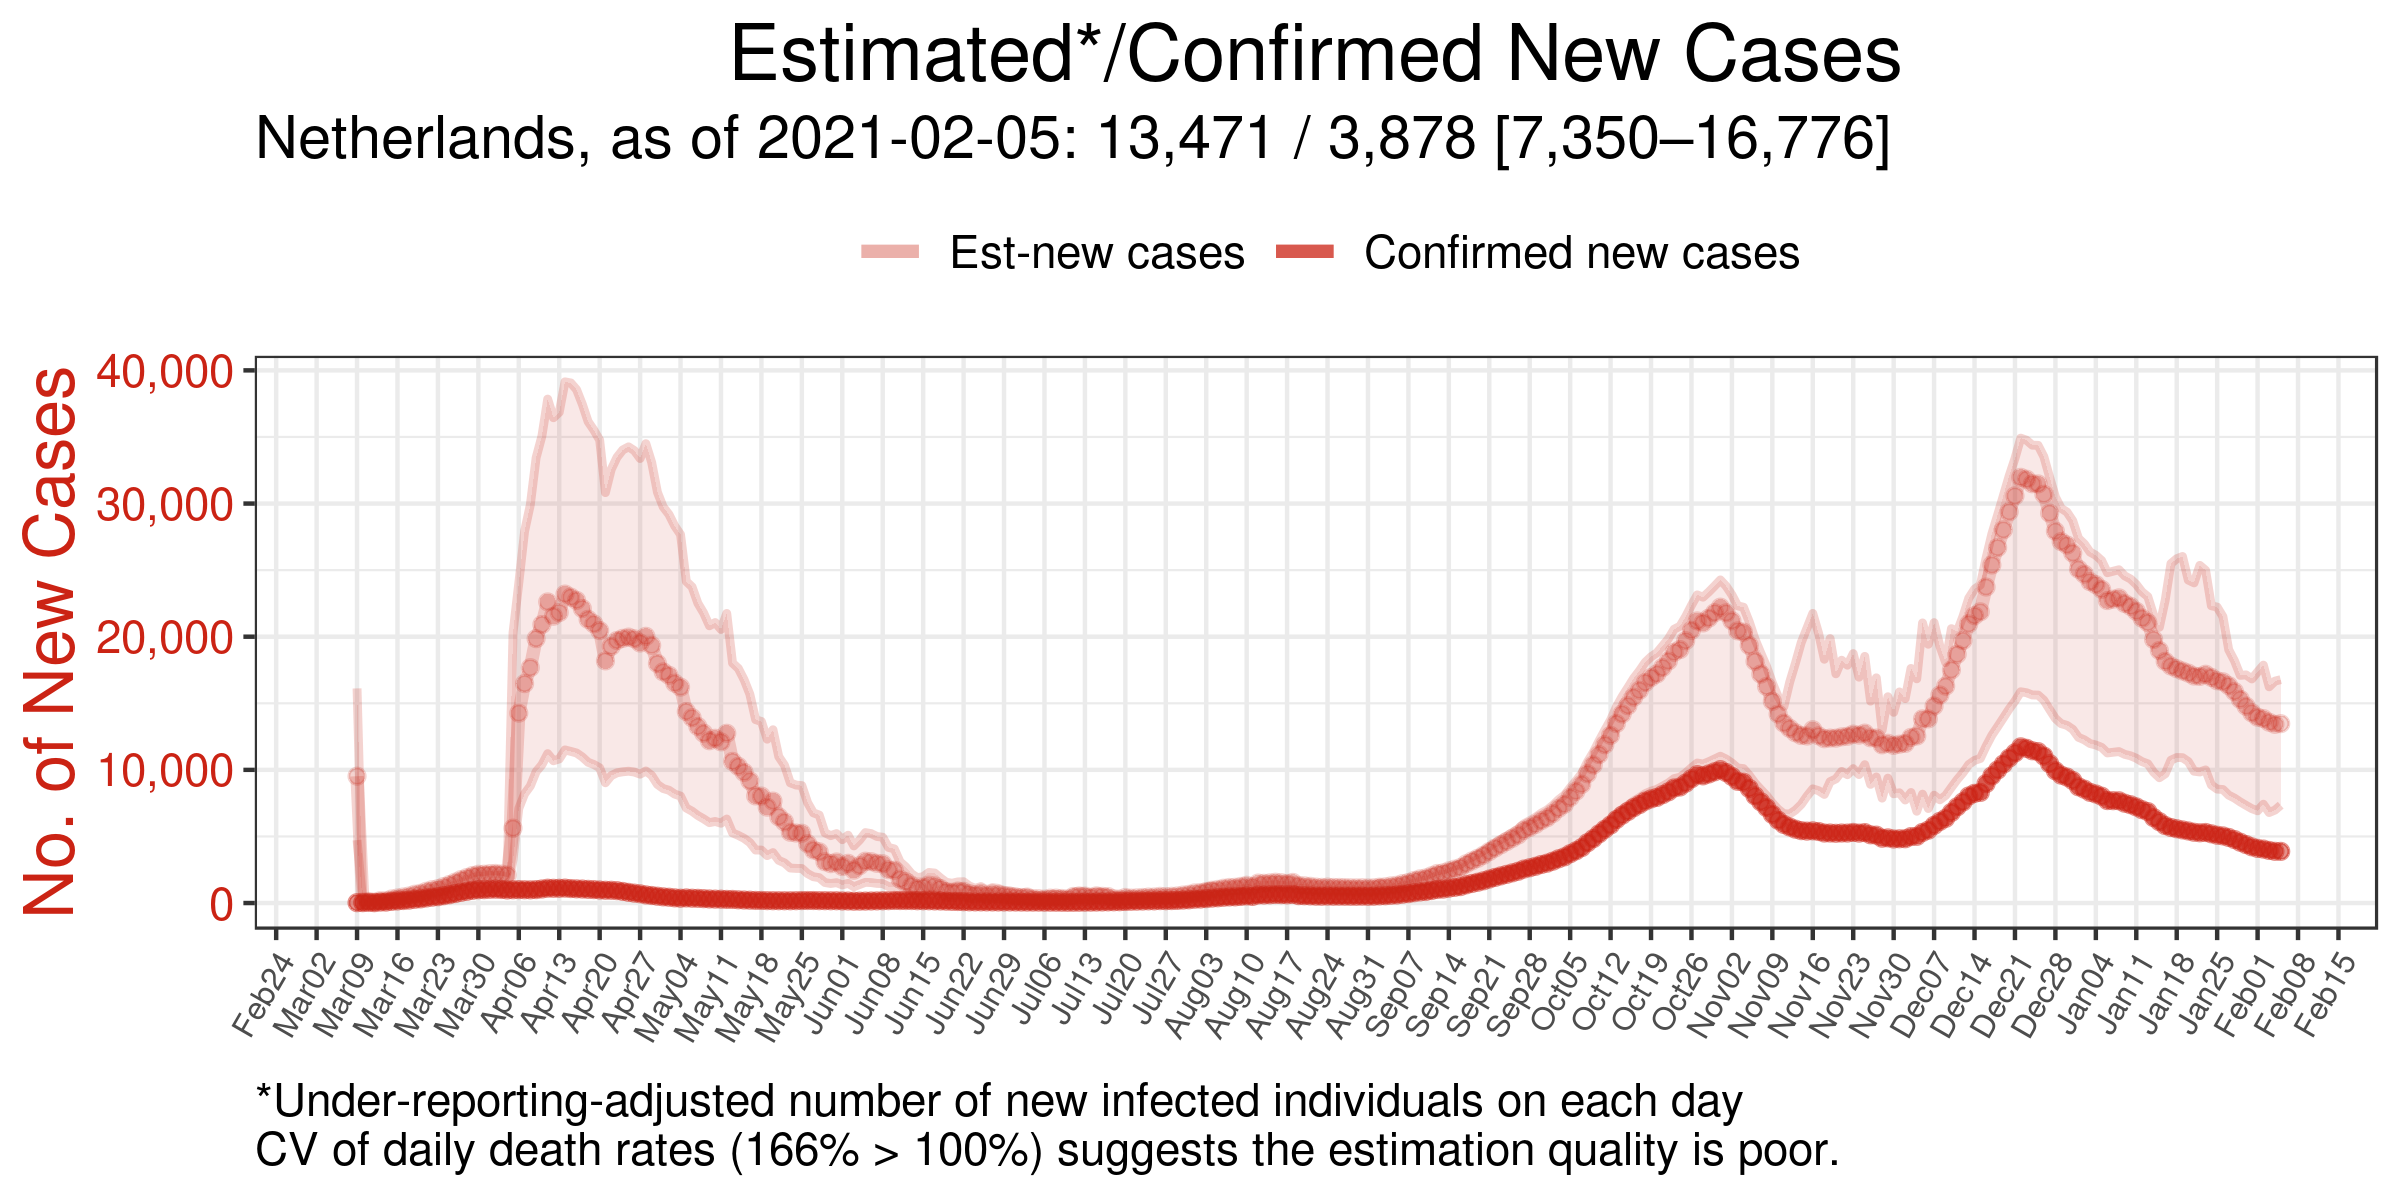 Estimated*/Confirmed New Cases
Netherlands, as of 2021-02-05: 13,471 / 3,878 [7,350–16,776]
Est-new cases Confirmed new cases
No. of New Cases
40,000
30,000
20,000
10,000
0
Feb24 Mar02 Mar09 Mar16 Mar23 Mar30 Apr06 Apr13 Apr20 Apr27 May04 May11 May18 May25 Jun01 Jun08 Jun15 Jun22 Jun29 Jul06 Jul13 Jul20 Jul27 Aug03 Aug10 Aug17 Aug24 Aug31 Sep07 Sep14 Sep21 Sep28 Oct05 Oct12 Oct19 Oct26 Nov02 Nov09 Nov16 Nov23 Nov30 Dec07 Dec14 Dec21 Dec28 Jan04 Jan11 Jan18 Jan25 Feb01 Feb08 Feb15
*Under-reporting-adjusted number of new infected individuals on each day
CV of daily death rates (166% > 100%) suggests the estimation quality is poor.